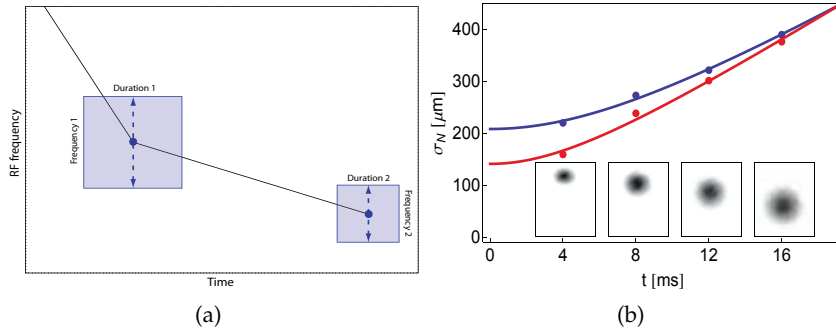 RF frequency
Duration 1
Frequency 1
Duration 2
Frequency 2
Time
(a)
σN [µm]
400
300
200
100
0
0
4
8
12
16
t [ms]
(b)